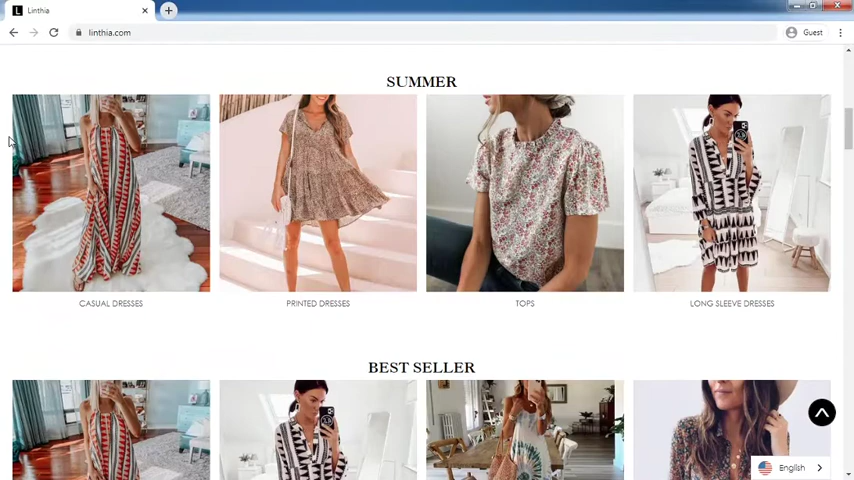 L Linthia
linthia.com
Guest
SUMMER
CASUAL DRESSES
PRINTED DRESSES
TOPS
LONG SLEEVE DRESSES
BEST SELLER
English